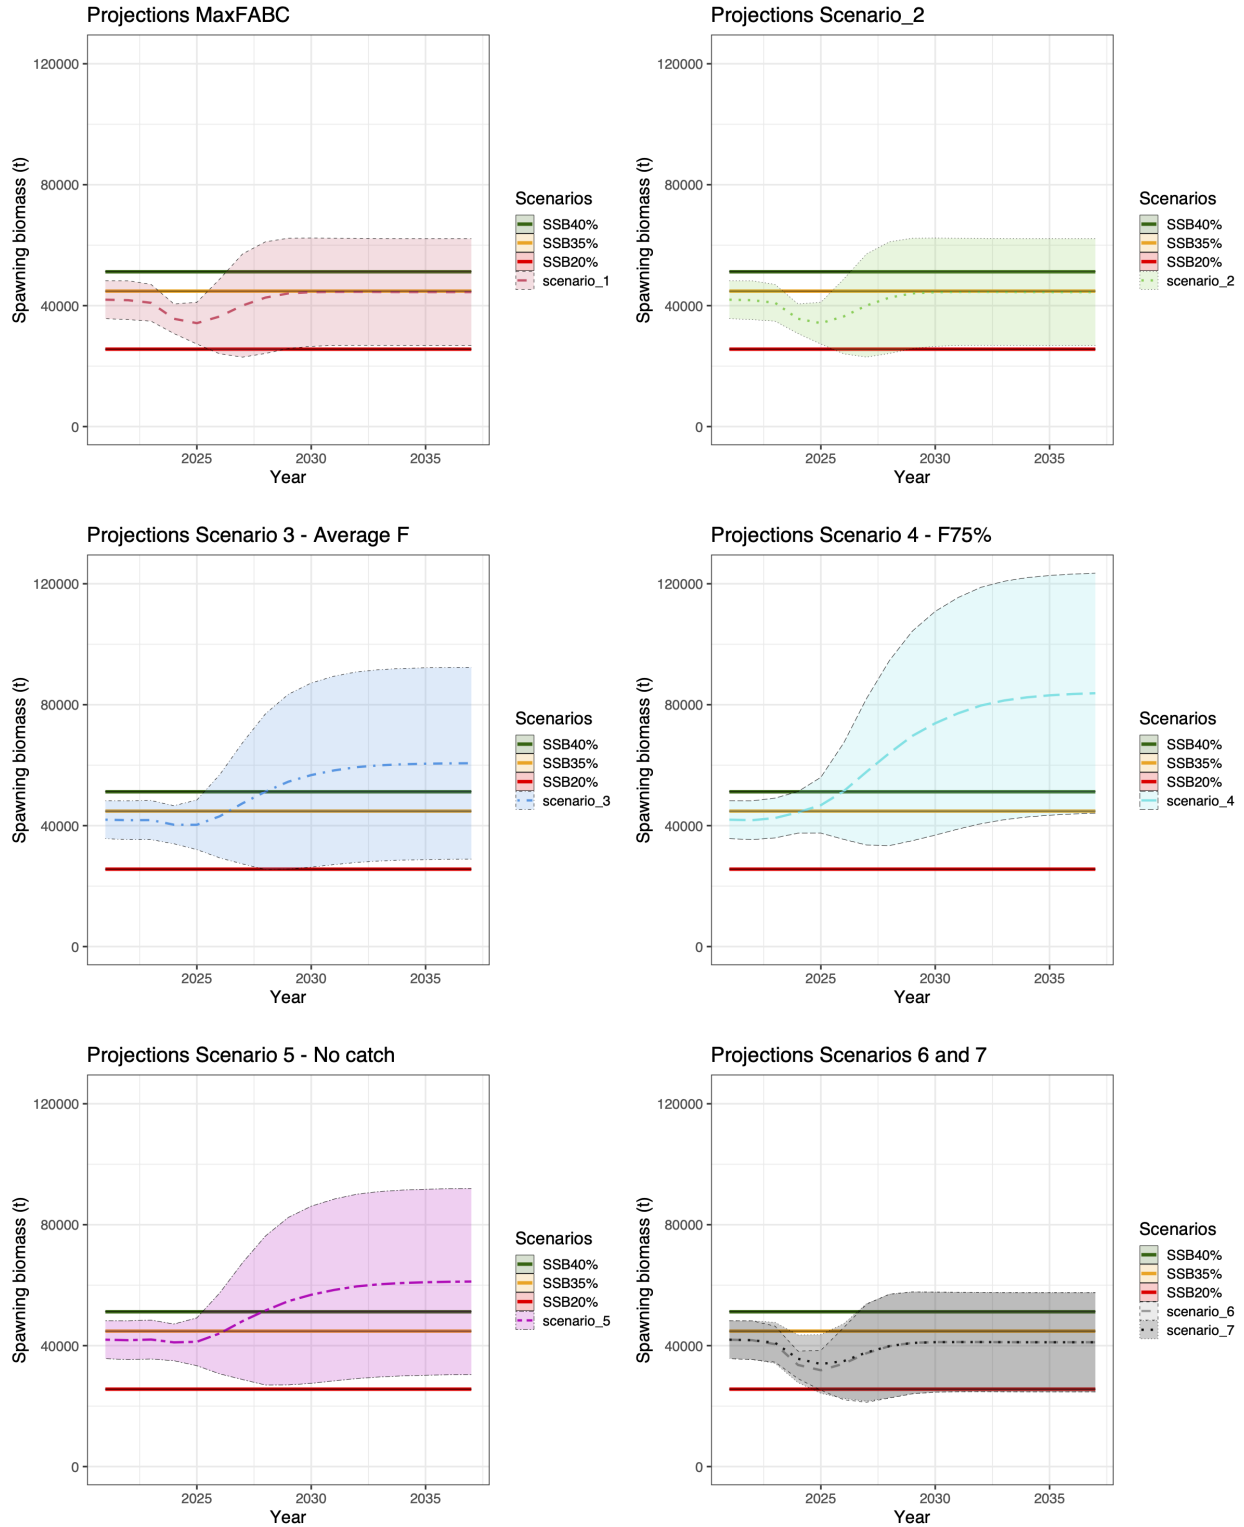 Projections MaxFABC
Spawning biomass (t)
120000
80000
40000
0
2025
2030
2035
Year
Scenarios
SSB40%
SSB35%
SSB20%
scenario_1
Projections Scenario_2
Spawning biomass (t)
120000
80000
40000
0
2025
2030
2035
Year
Scenarios
SSB40%
SSB35%
SSB20%
scenario_2
Projections Scenario 3 - Average F
Spawning biomass (t)
120000
80000
40000
0
2025
2030
2035
Year
Scenarios
SSB40%
SSB35%
SSB20%
scenario_3
Projections Scenario 4 - F75%
Spawning biomass (t)
120000
80000
40000
0
2025
2030
2035
Year
Scenarios
SSB40%
SSB35%
SSB20%
scenario_4
Projections Scenario 5 - No catch
Spawning biomass (t)
120000
80000
40000
0
2025
2030
2035
Year
Scenarios
SSB40%
SSB35%
SSB20%
scenario_5
Projections Scenarios 6 and 7
Spawning biomass (t)
120000
80000
40000
0
2025
2030
2035
Year
Scenarios
SSB40%
SSB35%
SSB20%
scenario_6
scenario_7